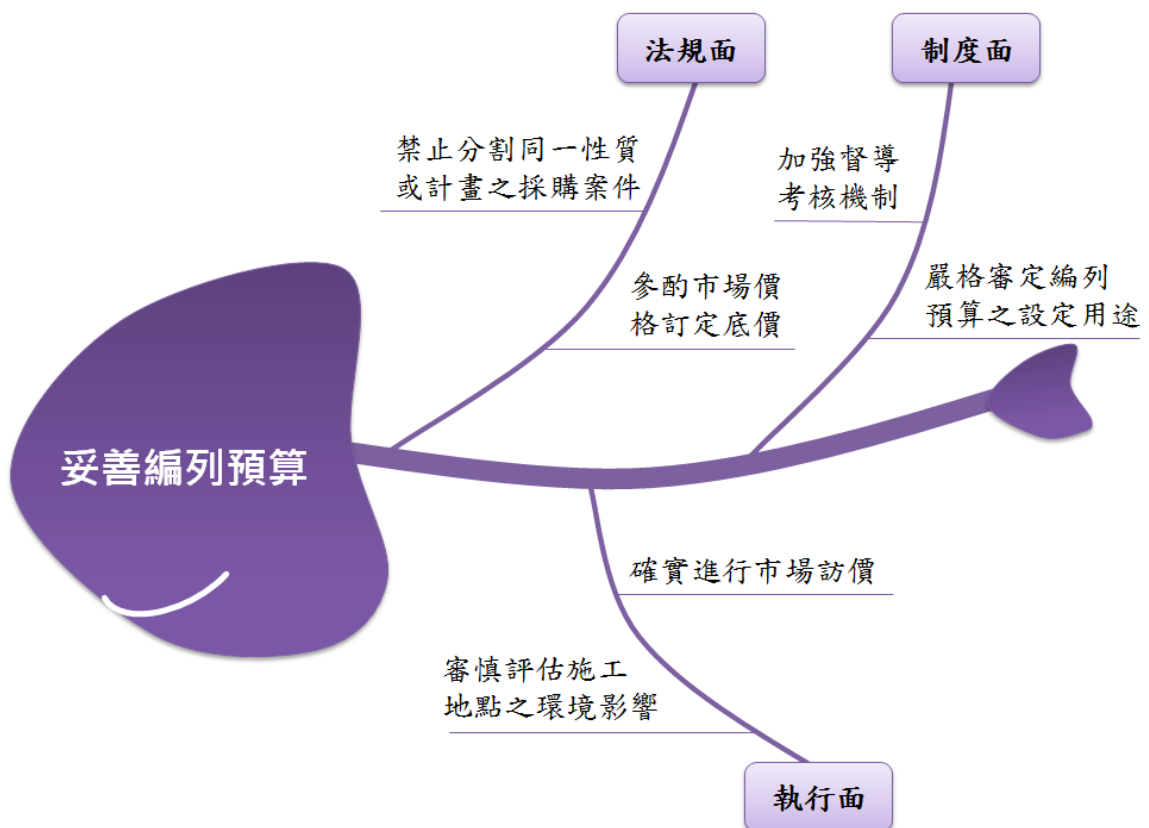 法規面
制度面
禁止分割同一性質
或計畫之採購案件
加強督導
考核機制
參酌市場價
格訂定底價
嚴格審定編列
預算之設定用途
妥善編列預算
確實進行市場訪價
審慎評估施工
地點之環境影響
執行面